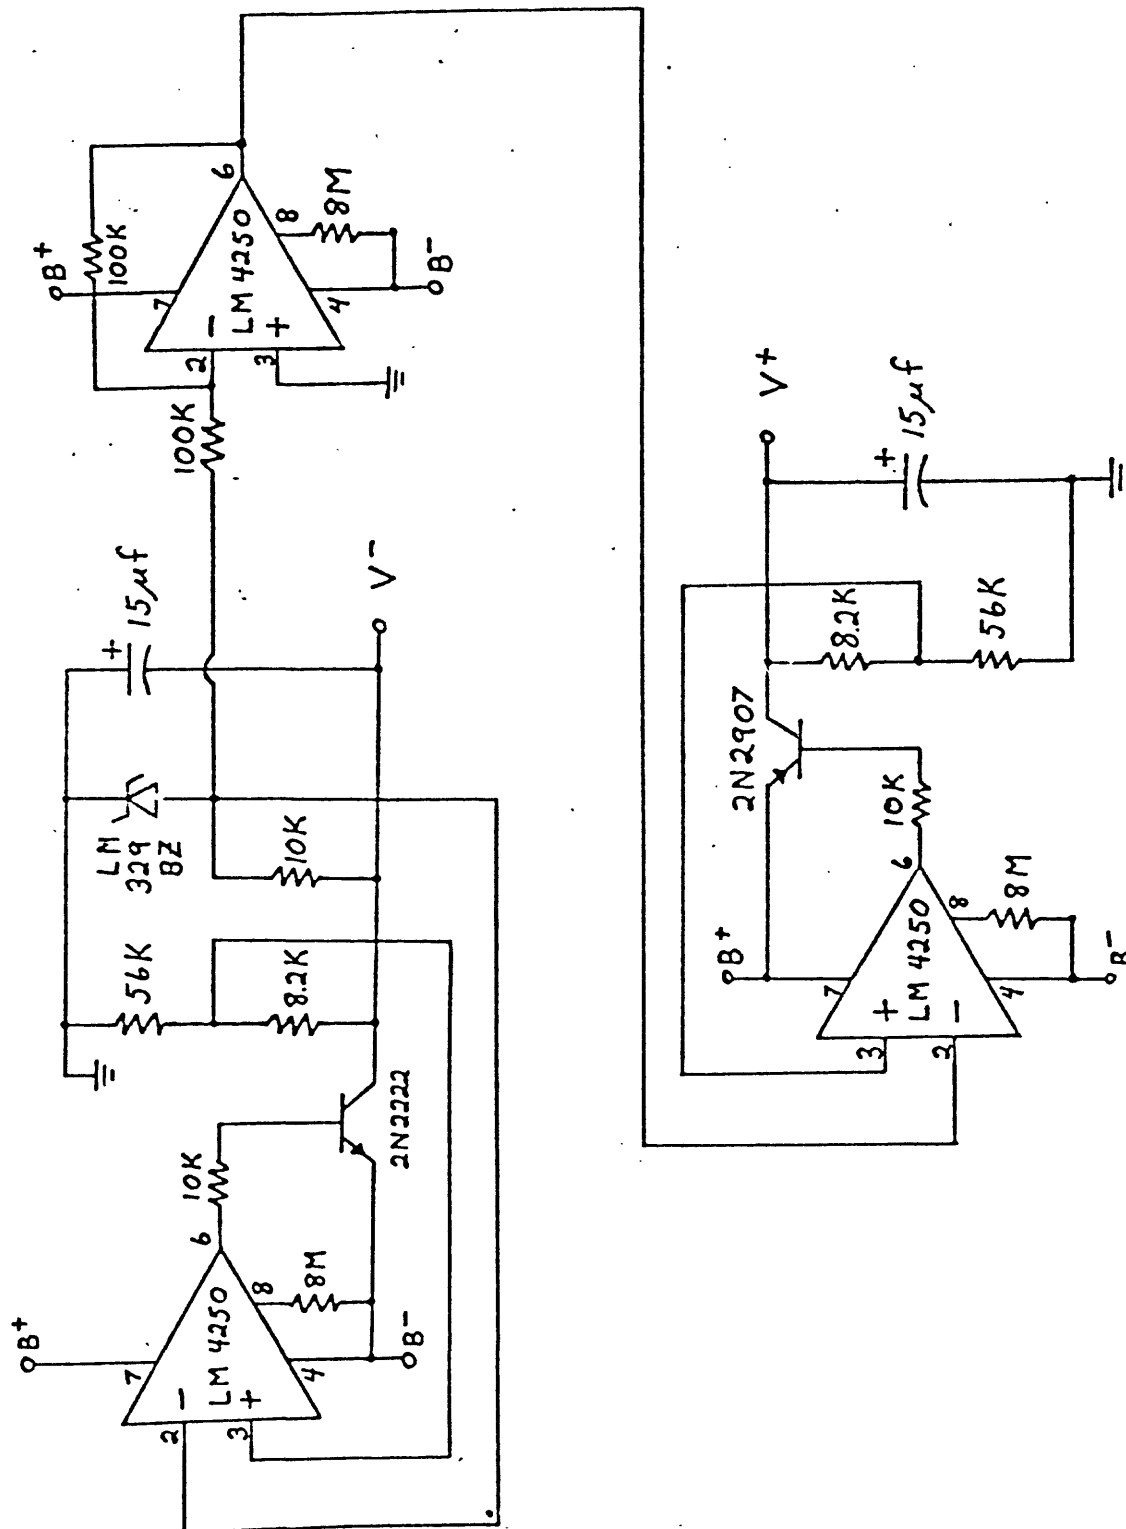 B+
100K
6
7
LM 4250
8
8M
-
+
2
3
4
B-
100K
15µf
V-
LM
329
BZ
10K
56K
8.2K
2N2222
10K
6
B+
7
LM 4250
8
8M
-
+
2
3
4
B-
V+
15µf
8.2K
56K
2N2907
10K
6
B+
7
LM 4250
8
8M
+
-
3
2
4
B-
+
+